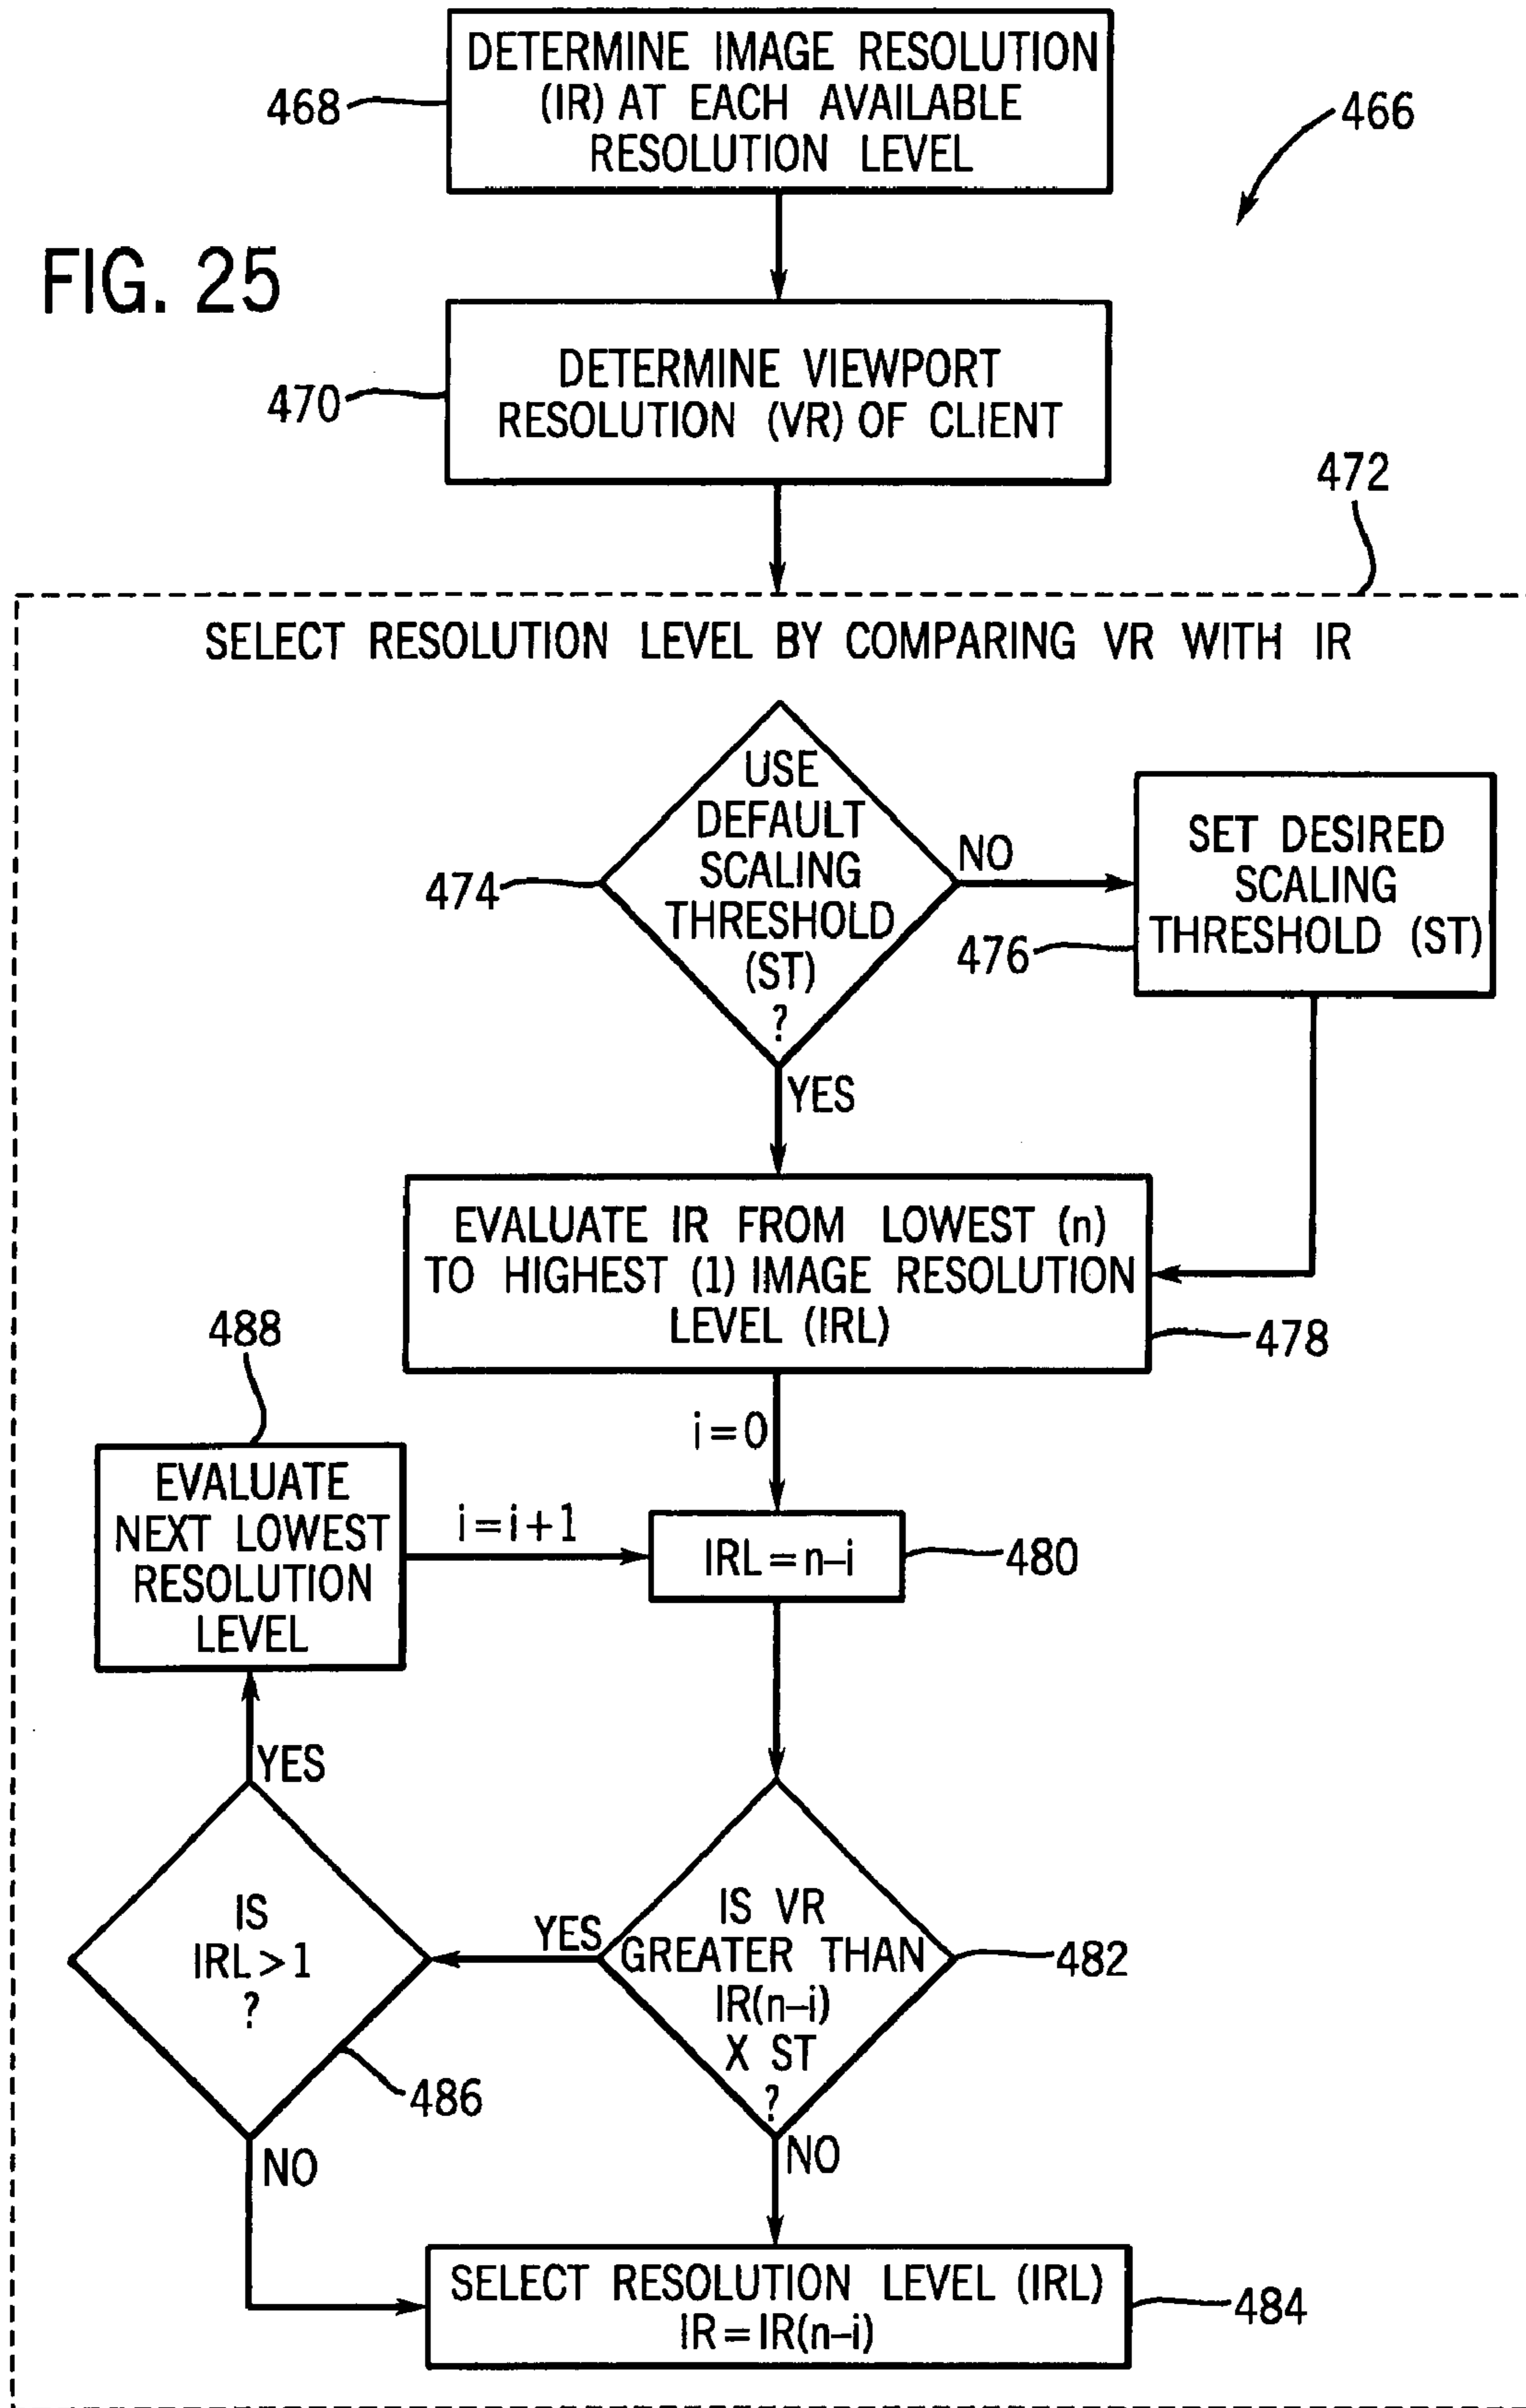 DETERMINE IMAGE RESOLUTION
(IR) AT EACH AVAILABLE
RESOLUTION LEVEL
468
466
FIG. 25
DETERMINE VIEWPORT
RESOLUTION (VR) OF CLIENT
470
472
SELECT RESOLUTION LEVEL BY COMPARING VR WITH IR
USE
DEFAULT
SCALING
THRESHOLD
(ST)
?
474
NO
SET DESIRED
SCALING
THRESHOLD (ST)
476
YES
EVALUATE IR FROM LOWEST (n)
TO HIGHEST (1) IMAGE RESOLUTION
LEVEL (IRL)
478
488
i=0
EVALUATE
NEXT LOWEST
RESOLUTION
LEVEL
i=i+1
IRL=n–i
480
YES
IS
IRL>1
?
486
YES
IS VR
GREATER THAN
IR(n–i)
X ST
?
482
NO
NO
SELECT RESOLUTION LEVEL (IRL)
IR=IR(n–i)
484